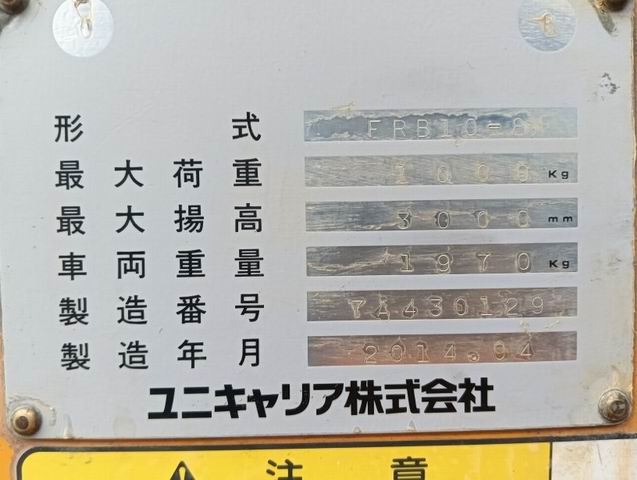 形式 FRB10-8
最大荷重 1000 Kg
最大揚高 3000 mm
車両重量 1970 Kg
製造番号 YA430129
製造年月 2014.04
ユニキャリア株式会社
注意